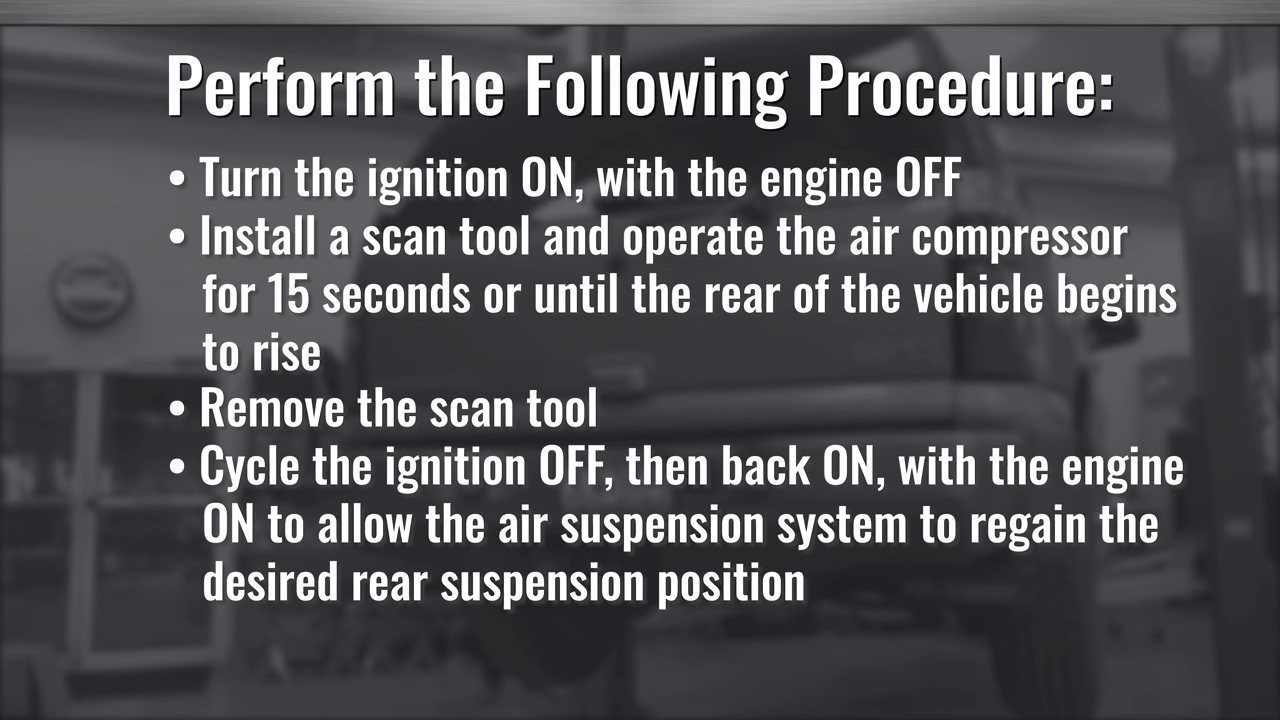 Perform the Following Procedure:
• Turn the ignition ON, with the engine OFF
• Install a scan tool and operate the air compressor
for 15 seconds or until the rear of the vehicle begins
to rise
• Remove the scan tool
• Cycle the ignition OFF, then back ON, with the engine
ON to allow the air suspension system to regain the
desired rear suspension position